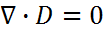 ∇ · D = 0